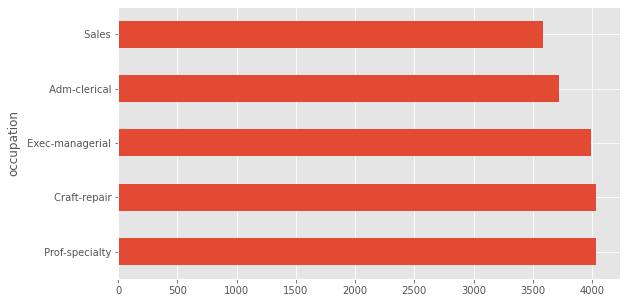 occupation
Sales
Adm-clerical
Exec-managerial
Craft-repair
Prof-specialty
0 500 1000 1500 2000 2500 3000 3500 4000